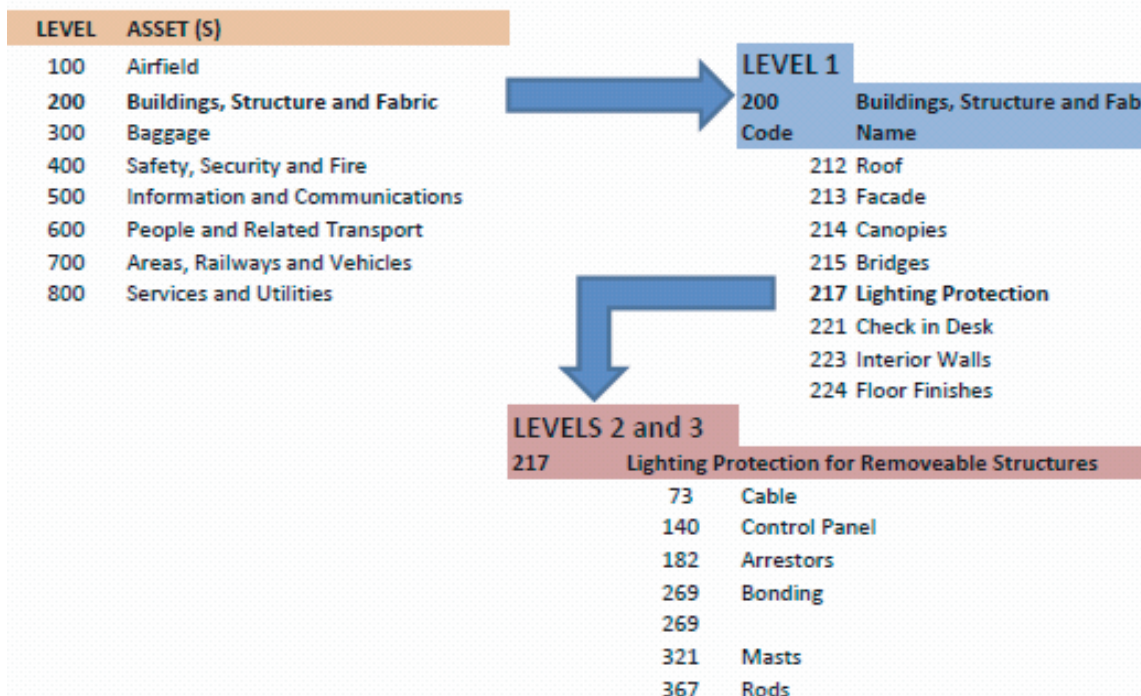 LEVEL ASSET (S)
100 Airfield
200 Buildings, Structure and Fabric
300 Baggage
400 Safety, Security and Fire
500 Information and Communications
600 People and Related Transport
700 Areas, Railways and Vehicles
800 Services and Utilities
LEVEL 1
200 Buildings, Structure and Fab
Code Name
212 Roof
213 Facade
214 Canopies
215 Bridges
217 Lighting Protection
221 Check in Desk
223 Interior Walls
224 Floor Finishes
LEVELS 2 and 3
217 Lighting Protection for Removeable Structures
73 Cable
140 Control Panel
182 Arrestors
269 Bonding
269
321 Masts
367 Rods